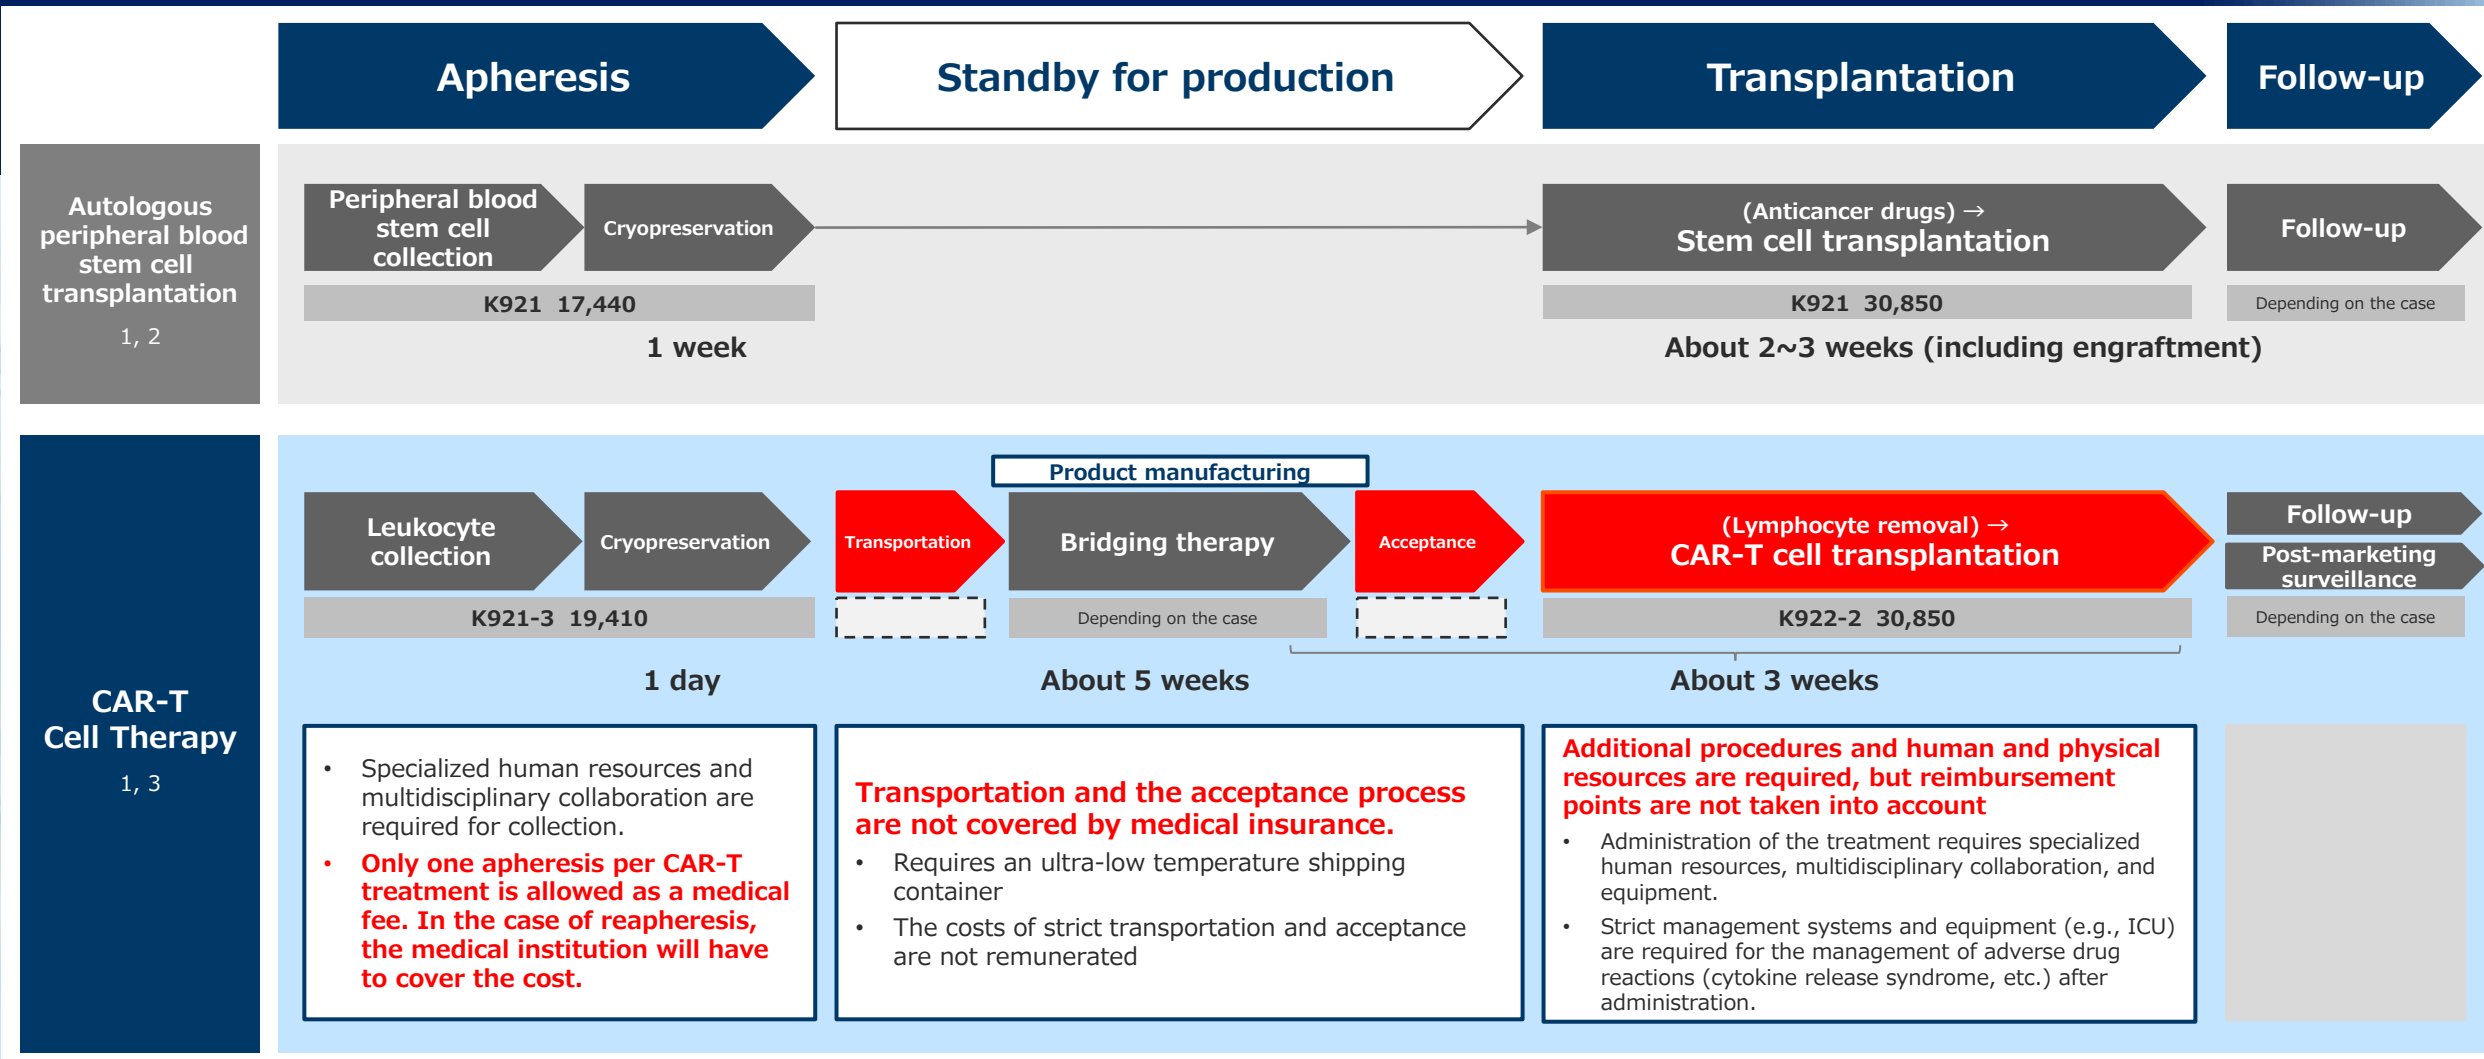 Apheresis
Standby for production
Transplantation
Follow-up
Autologous
peripheral blood
stem cell
transplantation
1, 2
Peripheral blood
stem cell
collection
Cryopreservation
(Anticancer drugs) →
Stem cell transplantation
Follow-up
K921  17,440
K921  30,850
Depending on the case
1 week
About 2~3 weeks (including engraftment)
CAR-T
Cell Therapy
1, 3
Product manufacturing
Leukocyte
collection
Cryopreservation
Transportation
Bridging therapy
Acceptance
(Lymphocyte removal) →
CAR-T cell transplantation
Follow-up
Post-marketing
surveillance
K921-3  19,410
Depending on the case
K922-2  30,850
Depending on the case
1 day
About 5 weeks
About 3 weeks
• Specialized human resources and
multidisciplinary collaboration are
required for collection.
• Only one apheresis per CAR-T
treatment is allowed as a medical
fee. In the case of reapheresis,
the medical institution will have
to cover the cost.
Transportation and the acceptance process
are not covered by medical insurance.
• Requires an ultra-low temperature shipping
container
• The costs of strict transportation and acceptance
are not remunerated
Additional procedures and human and physical
resources are required, but reimbursement
points are not taken into account
• Administration of the treatment requires specialized
human resources, multidisciplinary collaboration, and
equipment.
• Strict management systems and equipment (e.g., ICU)
are required for the management of adverse drug
reactions (cytokine release syndrome, etc.) after
administration.